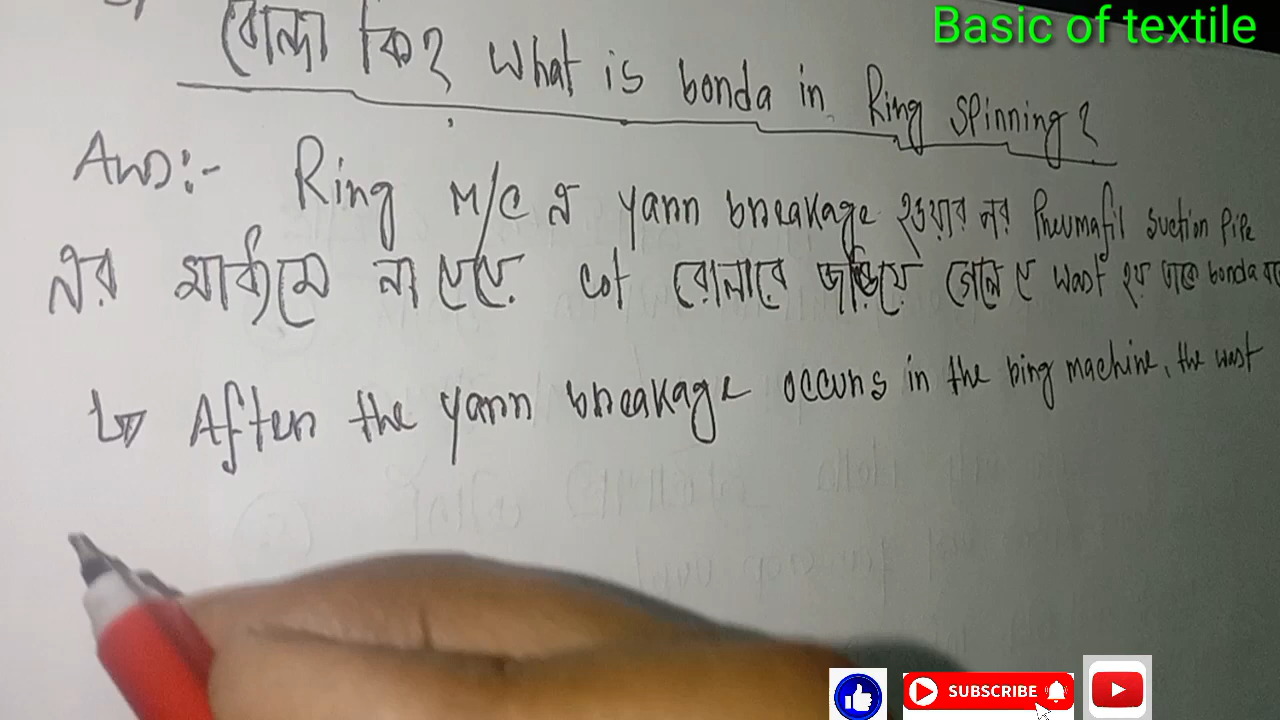 Basic of textile
বোন্দা কি? What is bonda in Ring Spinning?
Ans:- Ring M/C এ yarn breakage হওয়ার পর Pneumafil suction pipe
এর মাধ্যমে না যেয়ে cot রোলারে জড়িয়ে গেলে যে wast হয় তাকে bonda
↳ After the yarn breakage occurs in the ring machine, the wast
SUBSCRIBE